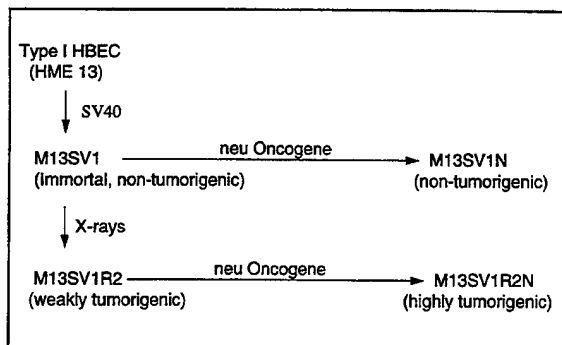 Type I HBEC
(HME 13)
SV40
M13SV1
neu Oncogene
M13SV1N
(immortal, non-tumorigenic)
(non-tumorigenic)
X-rays
M13SV1R2
neu Oncogene
M13SV1R2N
(weakly tumorigenic)
(highly tumorigenic)